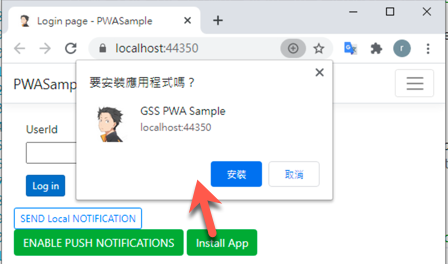 Login page - PWASample
localhost:44350
r
PWASamp
要安裝應用程式嗎？
GSS PWA Sample
localhost:44350
UserId
安裝
取消
Log in
SEND Local NOTIFICATION
ENABLE PUSH NOTIFICATIONS
Install App